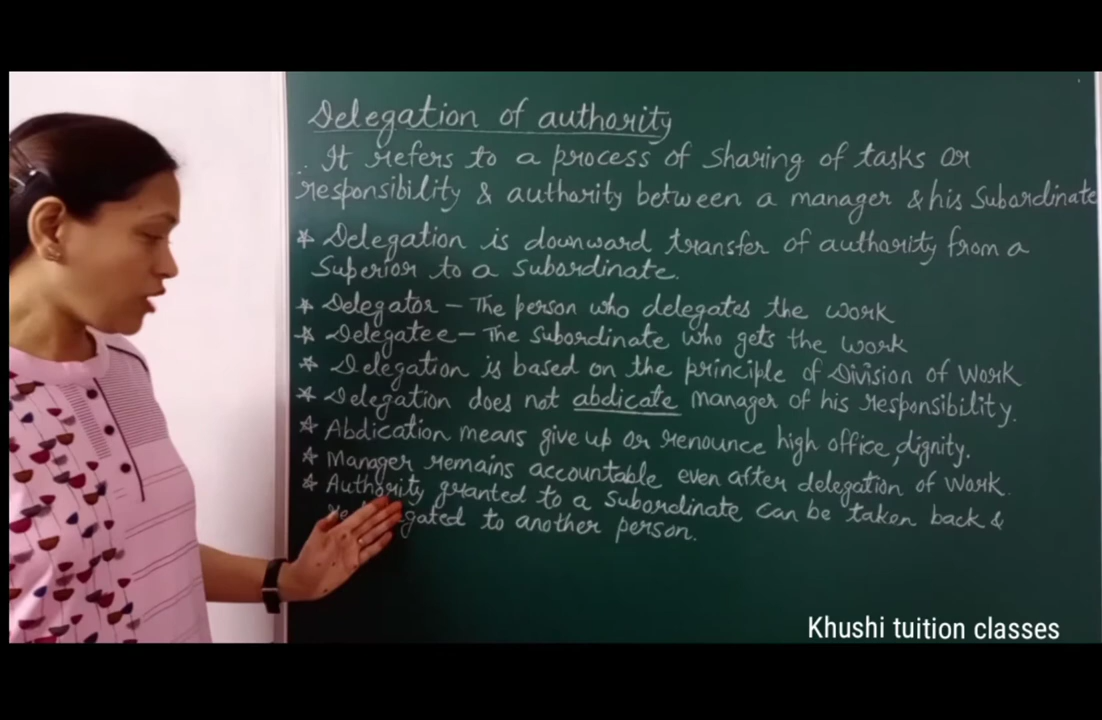 Delegation of authority
It refers to a process of sharing of tasks or
responsibility & authority between a manager & his Subordinate
* Delegation is downward transfer of authority from a
Superior to a subordinate.
* Delegator - The person who delegates the work
* Delegatee - The Subordinate who gets the work
* Delegation is based on the principle of Division of Work
* Delegation does not abdicate manager of his responsibility.
* Abdication means give up or renounce high office, dignity.
* Manager remains accountable even after delegation of work.
* Authority granted to a subordinate can be taken back &
to another person.
Khushi tuition classes